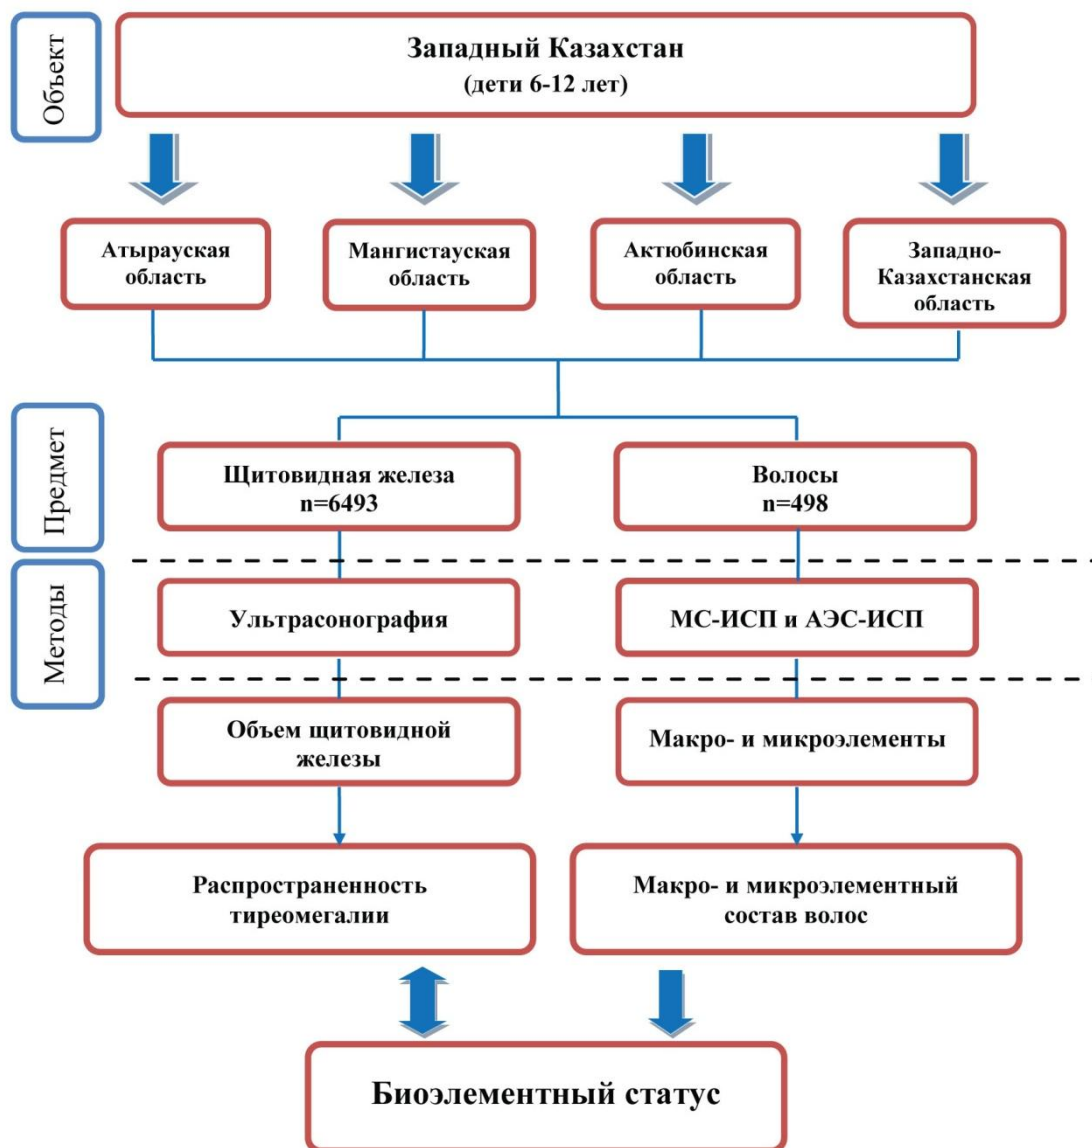 Объект
Западный Казахстан
(дети 6-12 лет)
Атырауская
область
Мангистауская
область
Актюбинская
область
Западно-
Казахстанская
область
Предмет
Щитовидная железа
n=6493
Волосы
n=498
Методы
Ультрасонография
МС-ИСП и АЭС-ИСП
Объем щитовидной
железы
Макро- и микроэлементы
Распространенность
тиреомегалии
Макро- и микроэлементный
состав волос
Биоэлементный статус